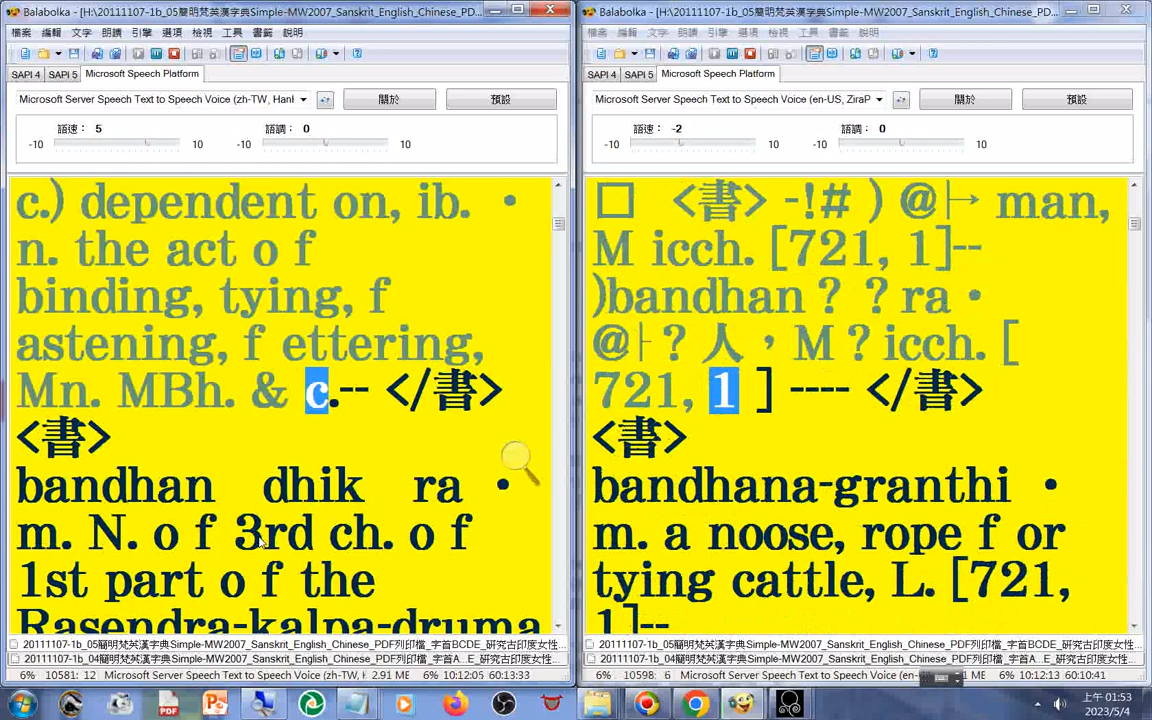 Balabolka - [H:\20111107-1b_05簡明梵英漢字典Simple-MW2007_Sanskrit_English_Chinese_PD...
檔案 編輯 文字 朗讀 引擎 選項 檢視 工具 書籤 說明
SAPI 4 SAPI 5 Microsoft Speech Platform
Microsoft Server Speech Text to Speech Voice (zh-TW, Hanl 關於 預設
語速： 5 語調： 0
-10 10 -10 10
c.) dependent on, ib. •
n. the act o f
binding, tying, f
astening, f ettering,
Mn. MBh. & c.-- </書>
<書>
bandhan dhik ra •
m. N. o f 3rd ch. o f
1st part o f the
Rasendra-kalpa-druma
20111107-1b_05簡明梵英漢字典Simple-MW2007_Sanskrit_English_Chinese_PDF列印檔_字首BCDE_研究古印度女性...
20111107-1b_04簡明梵英漢字典Simple-MW2007_Sanskrit_English_Chinese_PDF列印檔_字首A...E_研究古印度女性...
6% 10581: 12 Microsoft Server Speech Text to Speech Voice (zh-TW, H 2.91 MB 6% 10:12:05 60:13:33
Balabolka - [H:\20111107-1b_05簡明梵英漢字典Simple-MW2007_Sanskrit_English_Chinese_PD...
檔案 編輯 文字 朗讀 引擎 選項 檢視 工具 書籤 說明
SAPI 4 SAPI 5 Microsoft Speech Platform
Microsoft Server Speech Text to Speech Voice (en-US, ZiraP 關於 預設
語速： -2 語調： 0
-10 10 -10 10
□ <書> -!# ) @├→ man,
M icch. [721, 1]--
)bandhan？？ra •
@├？人，M？icch. [
721, 1 ] ---- </書>
<書>
bandhana-granthi •
m. a noose, rope f or
tying cattle, L. [721,
1]--
20111107-1b_05簡明梵英漢字典Simple-MW2007_Sanskrit_English_Chinese_PDF列印檔_字首BCDE_研究古印度女性...
20111107-1b_04簡明梵英漢字典Simple-MW2007_Sanskrit_English_Chinese_PDF列印檔_字首A...E_研究古印度女性...
6% 10598: 6 Microsoft Server Speech Text to Speech Voice 6% 10:12:13 60:10:41
上午 01:53
2023/5/4